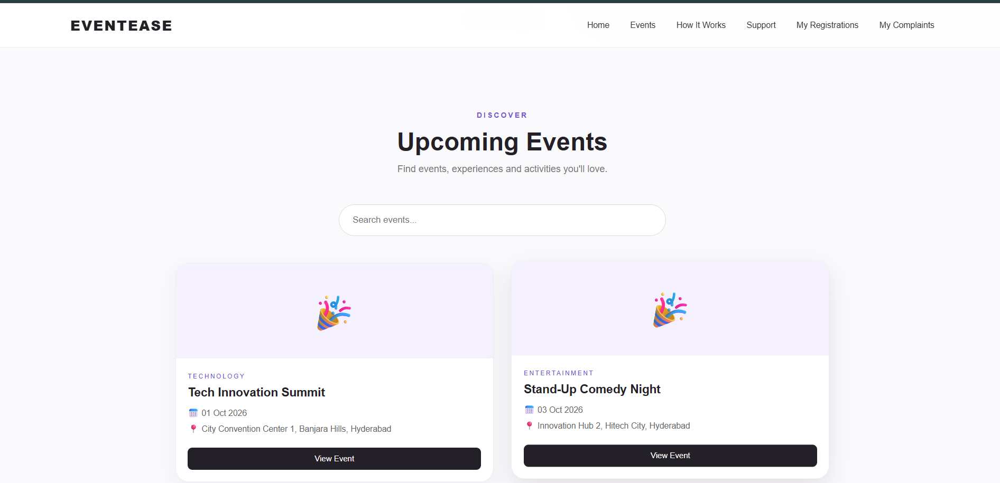 EVENTEASE
Home Events How It Works Support My Registrations My Complaints
DISCOVER
Upcoming Events
Find events, experiences and activities you'll love.
Search events...
TECHNOLOGY
Tech Innovation Summit
01 Oct 2026
City Convention Center 1, Banjara Hills, Hyderabad
View Event
ENTERTAINMENT
Stand-Up Comedy Night
03 Oct 2026
Innovation Hub 2, Hitech City, Hyderabad
View Event